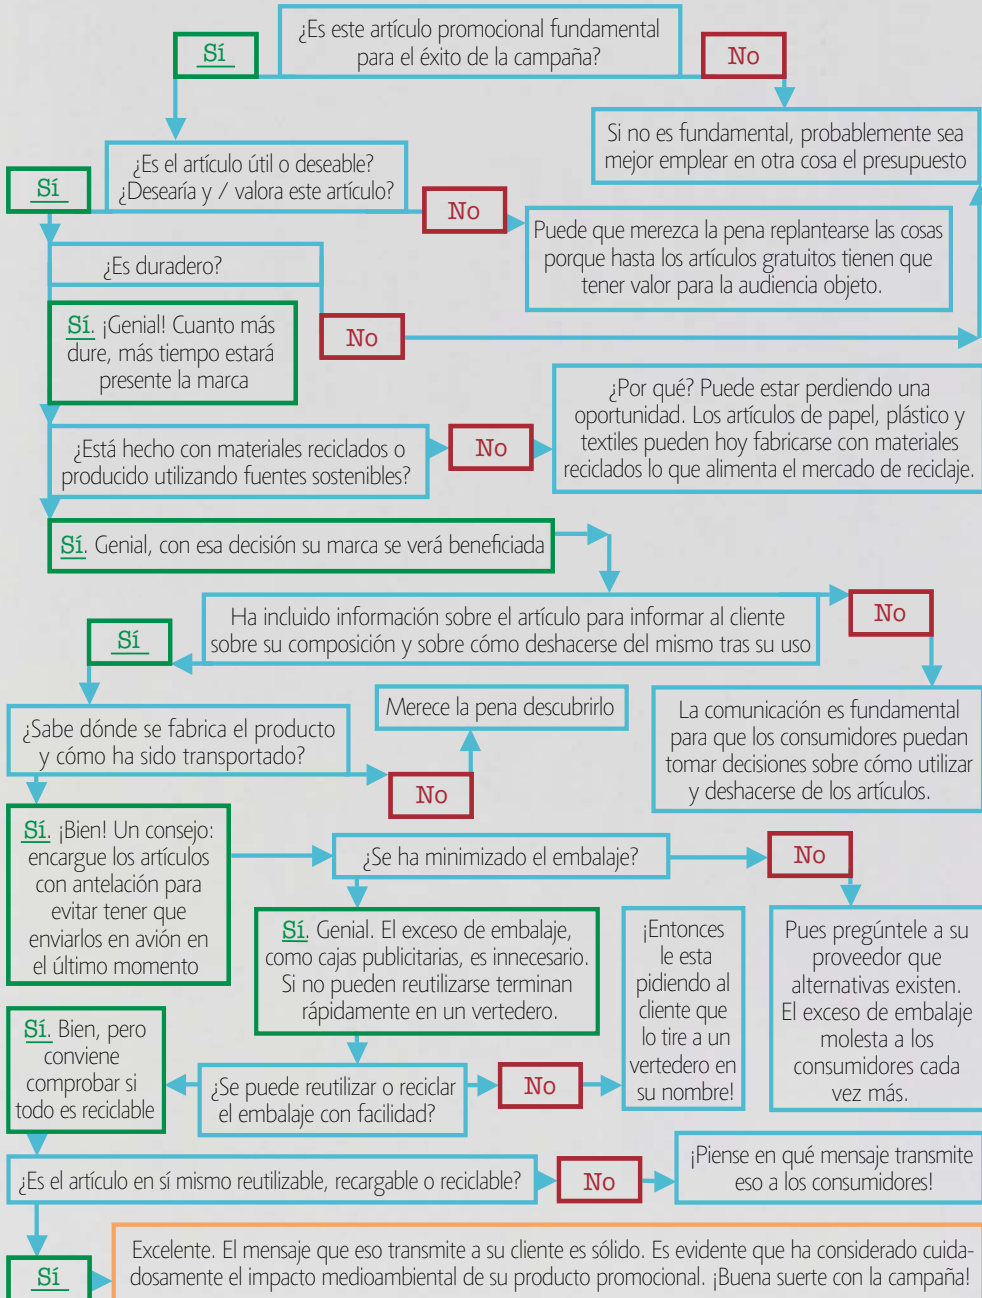 ¿Es este artículo promocional fundamental
para el éxito de la campaña?
Sí
No
Si no es fundamental, probablemente sea
mejor emplear en otra cosa el presupuesto
¿Es el artículo útil o deseable?
¿Desearía y / valora este artículo?
Sí
No
Puede que merezca la pena replantearse las cosas
porque hasta los artículos gratuitos tienen que
tener valor para la audiencia objeto.
¿Es duradero?
Sí. ¡Genial! Cuanto más
dure, más tiempo estará
presente la marca
No
¿Por qué? Puede estar perdiendo una
oportunidad. Los artículos de papel, plástico y
textiles pueden hoy fabricarse con materiales
reciclados lo que alimenta el mercado de reciclaje.
¿Está hecho con materiales reciclados o
producido utilizando fuentes sostenibles?
No
Sí. Genial, con esa decisión su marca se verá beneficiada
Ha incluido información sobre el artículo para informar al cliente
sobre su composición y sobre cómo deshacerse del mismo tras su uso
No
Sí
La comunicación es fundamental
para que los consumidores puedan
tomar decisiones sobre cómo utilizar
y deshacerse de los artículos.
¿Sabe dónde se fabrica el producto
y cómo ha sido transportado?
Merece la pena descubrirlo
No
Sí. ¡Bien! Un consejo:
encargue los artículos
con antelación para
evitar tener que
enviarlos en avión en
el último momento
¿Se ha minimizado el embalaje?
No
Sí. Genial. El exceso de embalaje,
como cajas publicitarias, es innecesario.
Si no pueden reutilizarse terminan
rápidamente en un vertedero.
¡Entonces
le esta
pidiendo al
cliente que
lo tire a un
vertedero en
su nombre!
Pues pregúntele a su
proveedor que
alternativas existen.
El exceso de embalaje
molesta a los
consumidores cada
vez más.
Sí. Bien, pero
conviene
comprobar si
todo es reciclable
¿Se puede reutilizar o reciclar
el embalaje con facilidad?
No
¿Es el artículo en sí mismo reutilizable, recargable o reciclable?
No
¡Piense en qué mensaje transmite
eso a los consumidores!
Sí
Excelente. El mensaje que eso transmite a su cliente es sólido. Es evidente que ha considerado cuida-
dosamente el impacto medioambiental de su producto promocional. ¡Buena suerte con la campaña!